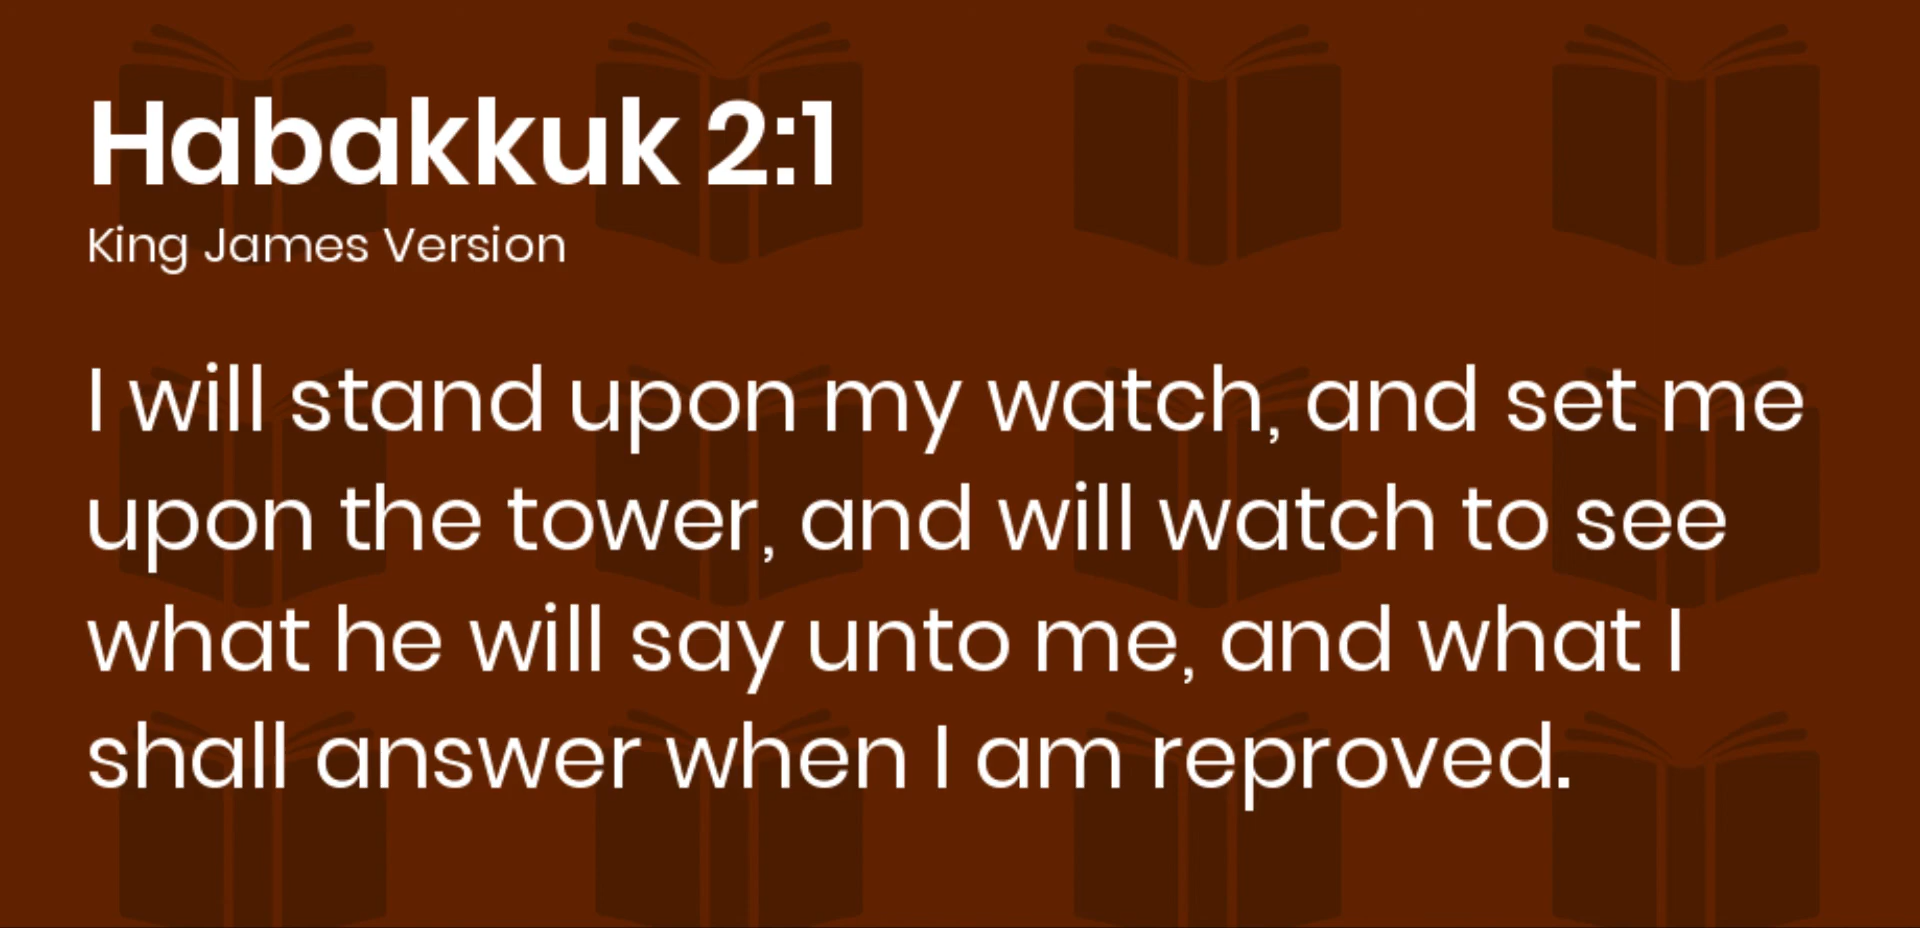 Habakkuk 2:1
King James Version
I will stand upon my watch, and set me
upon the tower, and will watch to see
what he will say unto me, and what I
shall answer when I am reproved.